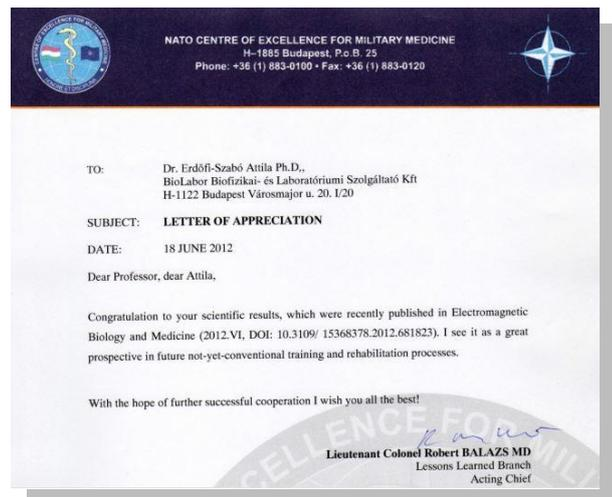 NATO CENTRE OF EXCELLENCE FOR MILITARY MEDICINE
H–1885 Budapest, P.o.B. 25
Phone: +36 (1) 883-0100 • Fax: +36 (1) 883-0120
TO: Dr. Erdőfi-Szabó Attila Ph.D,,
BioLabor Biofizikai- és Laboratóriumi Szolgáltató Kft
H-1122 Budapest Városmajor u. 20. I/20
SUBJECT: LETTER OF APPRECIATION
DATE: 18 JUNE 2012
Dear Professor, dear Attila,
Congratulation to your scientific results, which were recently published in Electromagnetic
Biology and Medicine (2012.VI, DOI: 10.3109/ 15368378.2012.681823). I see it as a great
prospective in future not-yet-conventional training and rehabilitation processes.
With the hope of further successful cooperation I wish you all the best!
Lieutenant Colonel Robert BALAZS MD
Lessons Learned Branch
Acting Chief